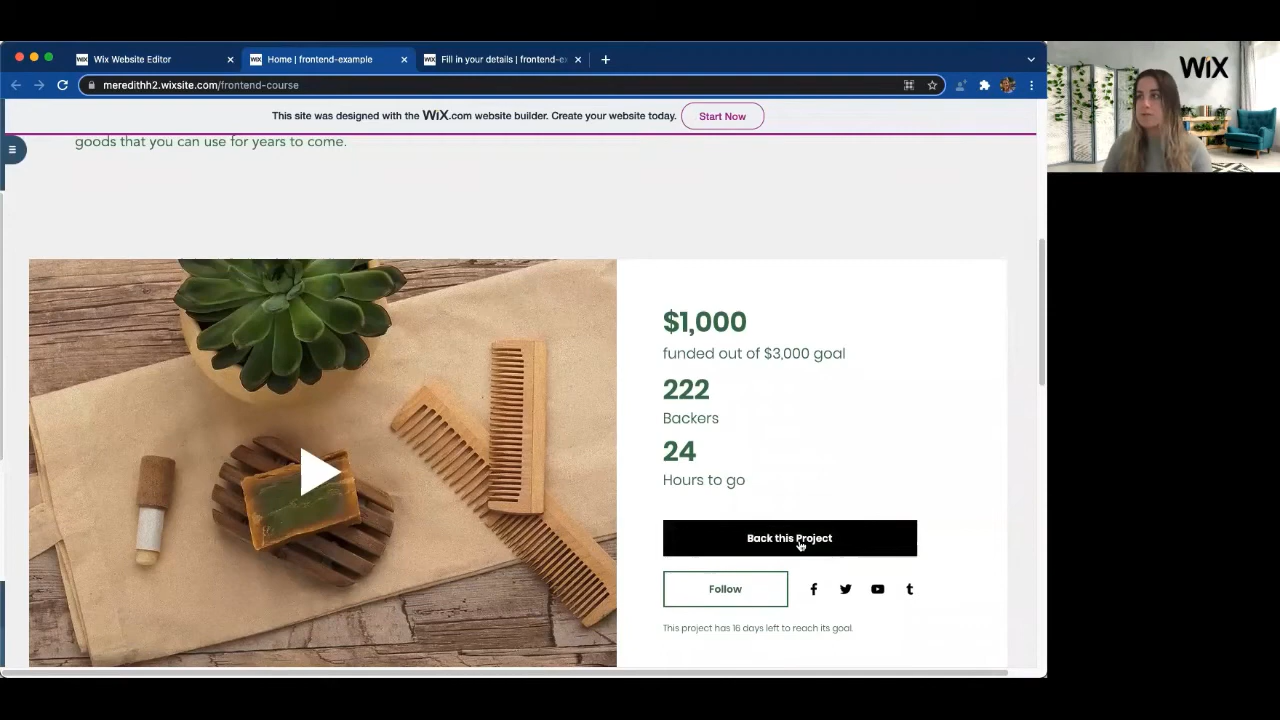 Wix Website Editor
Home | frontend-example
Fill in your details | frontend-ex
meredithh2.wixsite.com/frontend-course
This site was designed with the WiX.com website builder. Create your website today.
Start Now
WiX
goods that you can use for years to come.
$1,000
funded out of $3,000 goal
222
Backers
24
Hours to go
Back this Project
Follow
This project has 16 days left to reach its goal.